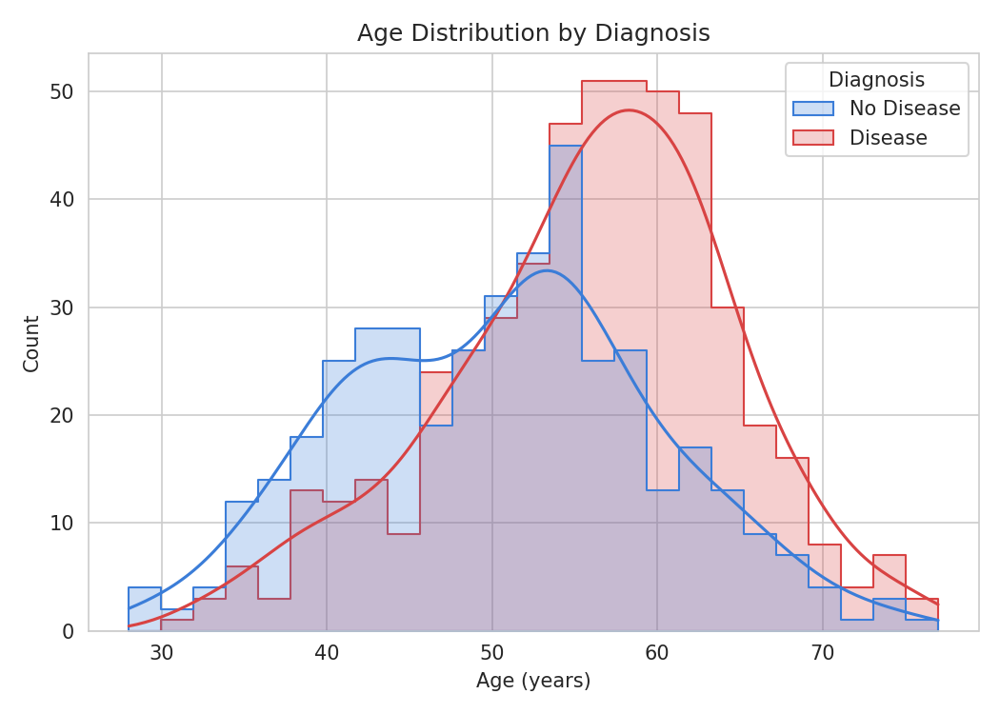 Age Distribution by Diagnosis
Diagnosis
No Disease
Disease
Count
50
40
30
20
10
0
30 40 50 60 70
Age (years)